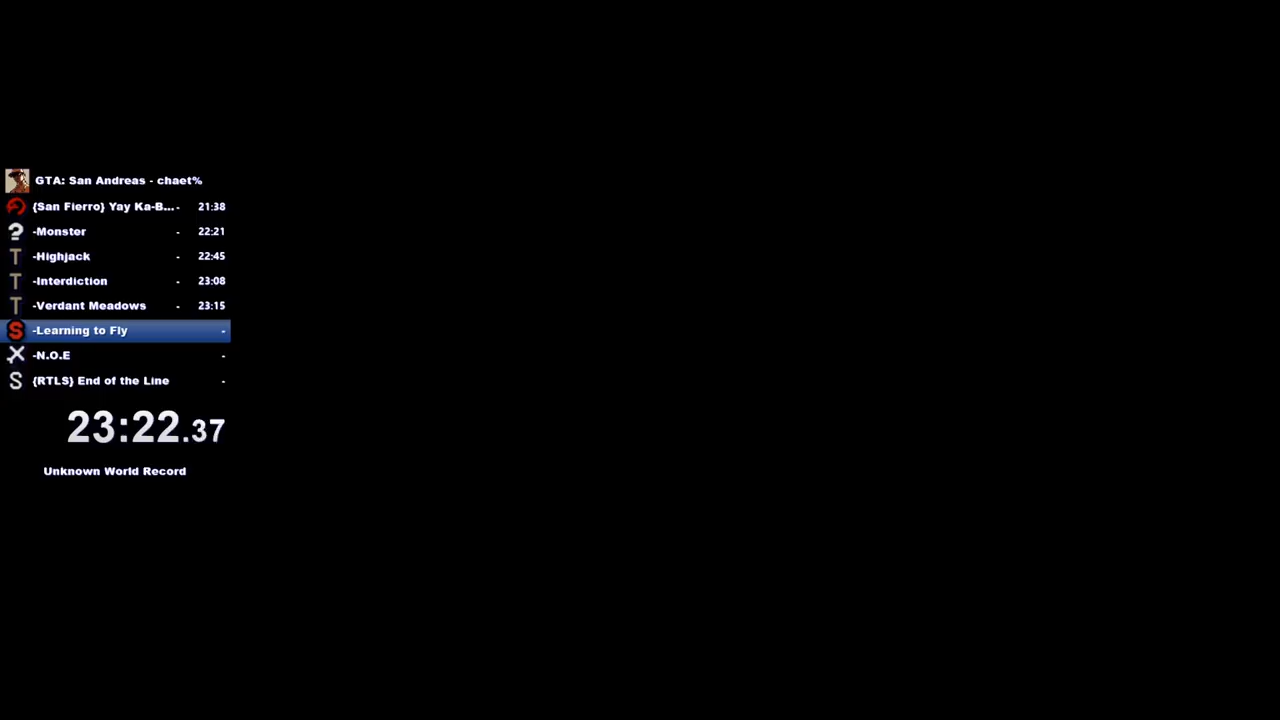 GTA: San Andreas - chaet%
{San Fierro} Yay Ka-B... - 21:38
-Monster - 22:21
-Highjack - 22:45
-Interdiction - 23:08
-Verdant Meadows - 23:15
-Learning to Fly -
-N.O.E -
{RTLS} End of the Line -
23:22.37
Unknown World Record